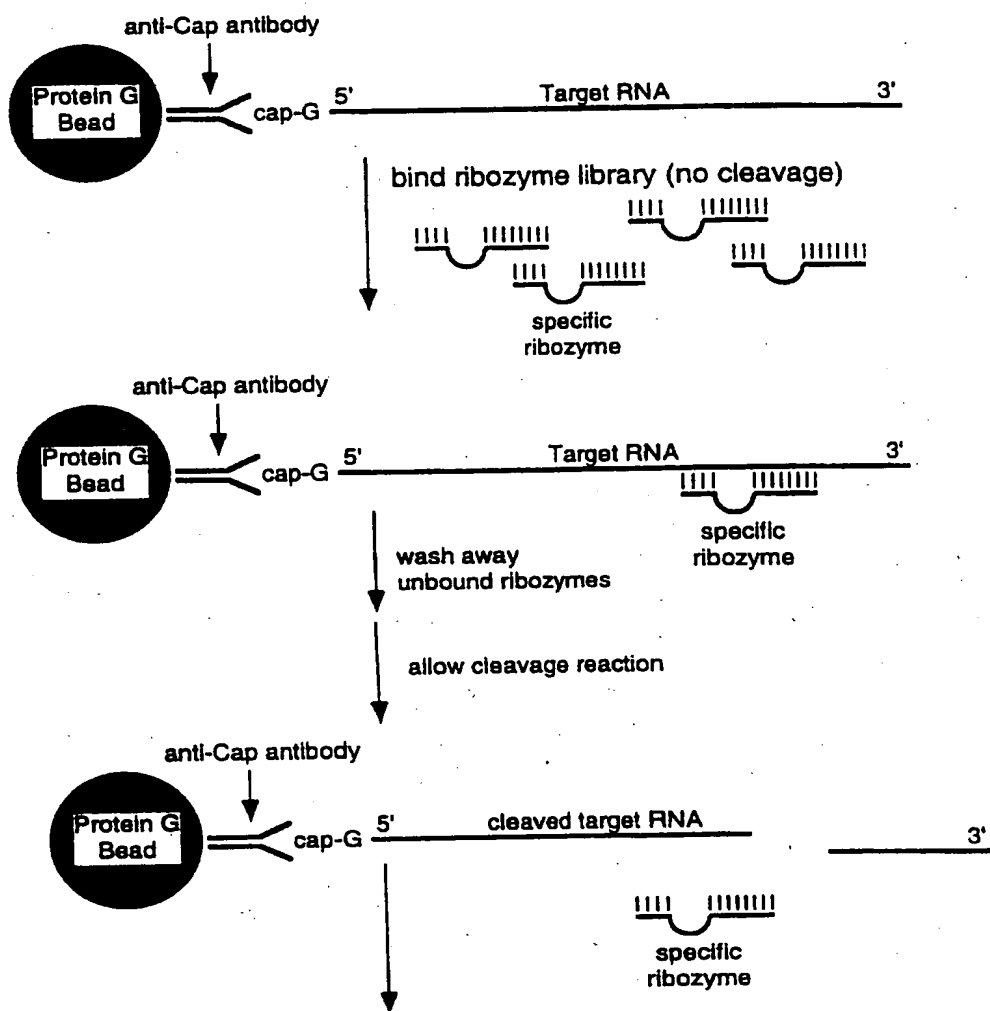 anti-Cap antibody
Protein G
Bead
cap-G
5'
Target RNA
3'
bind ribozyme library (no cleavage)
specific
ribozyme
anti-Cap antibody
Protein G
Bead
cap-G
5'
Target RNA
3'
specific
ribozyme
wash away
unbound ribozymes
allow cleavage reaction
anti-Cap antibody
Protein G
Bead
cap-G
5'
cleaved target RNA
3'
specific
ribozyme